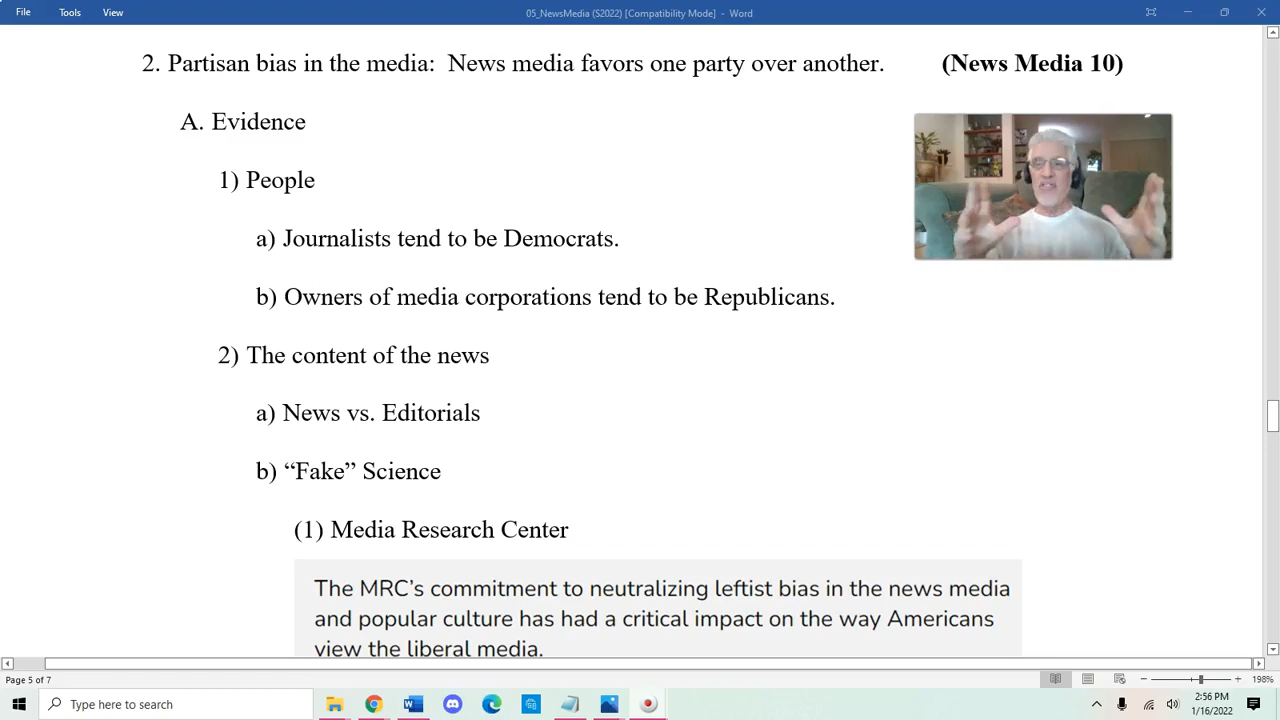 File Tools View 05_NewsMedia (S2022) [Compatibility Mode] - Word
2. Partisan bias in the media: News media favors one party over another. (News Media 10)
A. Evidence
1) People
a) Journalists tend to be Democrats.
b) Owners of media corporations tend to be Republicans.
2) The content of the news
a) News vs. Editorials
b) “Fake” Science
(1) Media Research Center
The MRC’s commitment to neutralizing leftist bias in the news media
and popular culture has had a critical impact on the way Americans
view the liberal media.
Page 5 of 7 198%
Type here to search 2:56 PM
1/16/2022